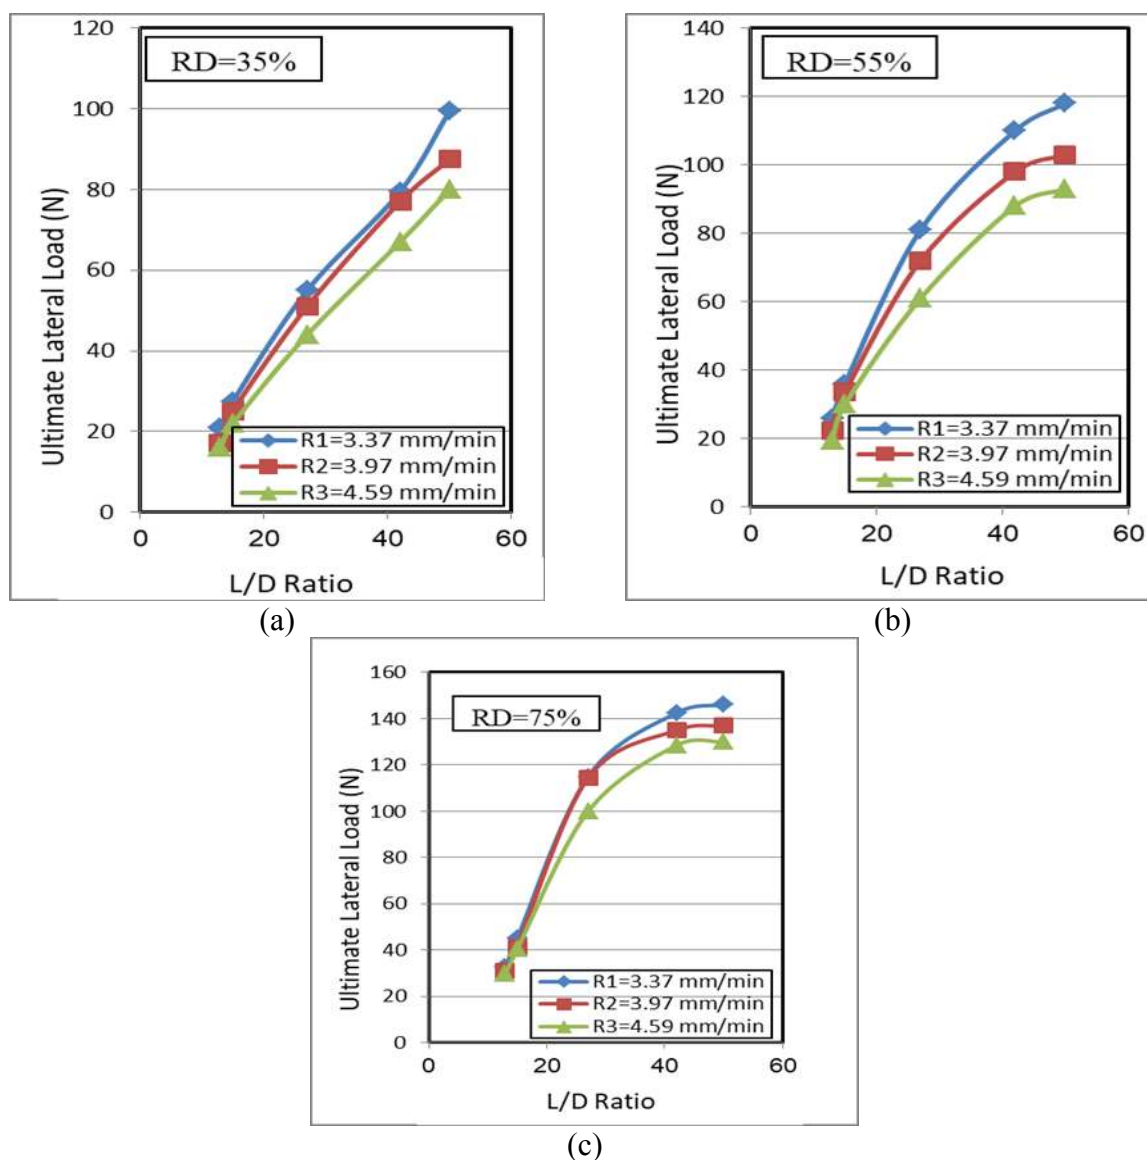 RD=35%
120
100
80
60
40
20
0
Ultimate Lateral Load (N)
R1=3.37 mm/min
R2=3.97 mm/min
R3=4.59 mm/min
0 20 40 60
L/D Ratio
(a)
RD=55%
140
120
100
80
60
40
20
0
Ultimate Lateral Load (N)
R1=3.37 mm/min
R2=3.97 mm/min
R3=4.59 mm/min
0 20 40 60
L/D Ratio
(b)
160
140
120
100
80
60
40
20
0
RD=75%
Ultimate Lateral Load (N)
R1=3.37 mm/min
R2=3.97 mm/min
R3=4.59 mm/min
0 20 40 60
L/D Ratio
(c)